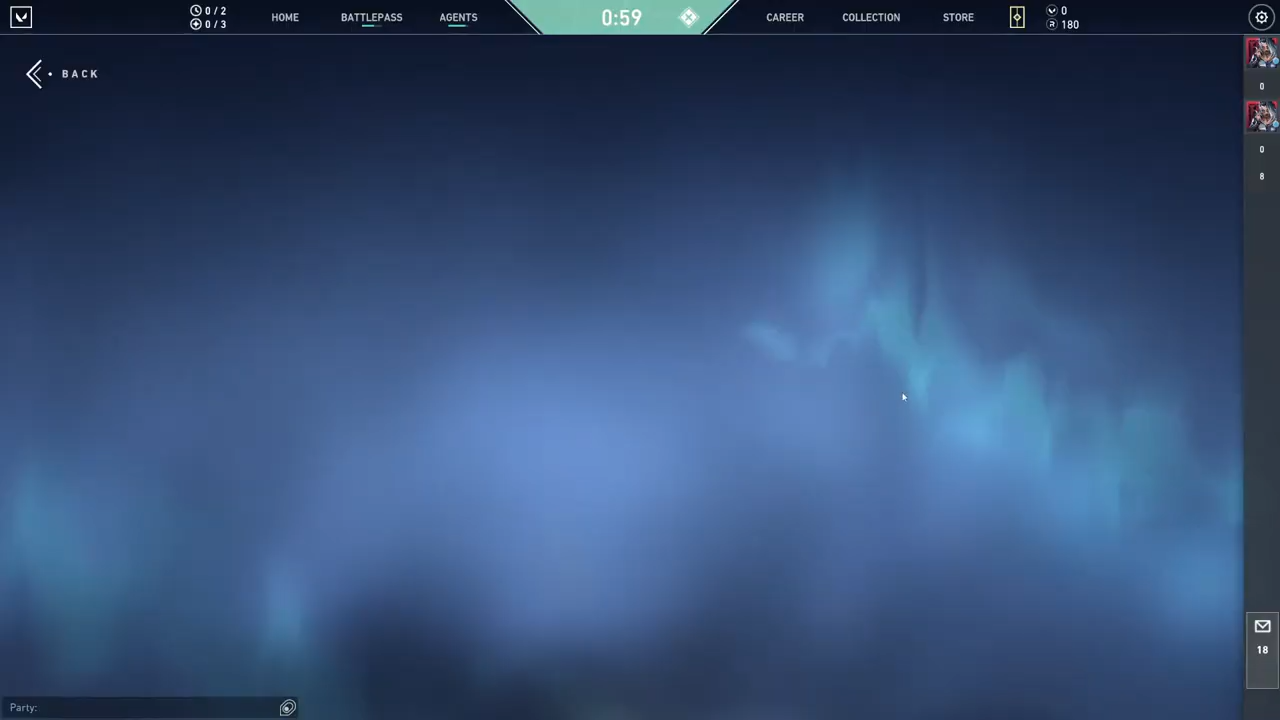 0 / 2
0 / 3
HOME
BATTLEPASS
AGENTS
0:59
CAREER
COLLECTION
STORE
0
180
BACK
0
0
8
18
Party: